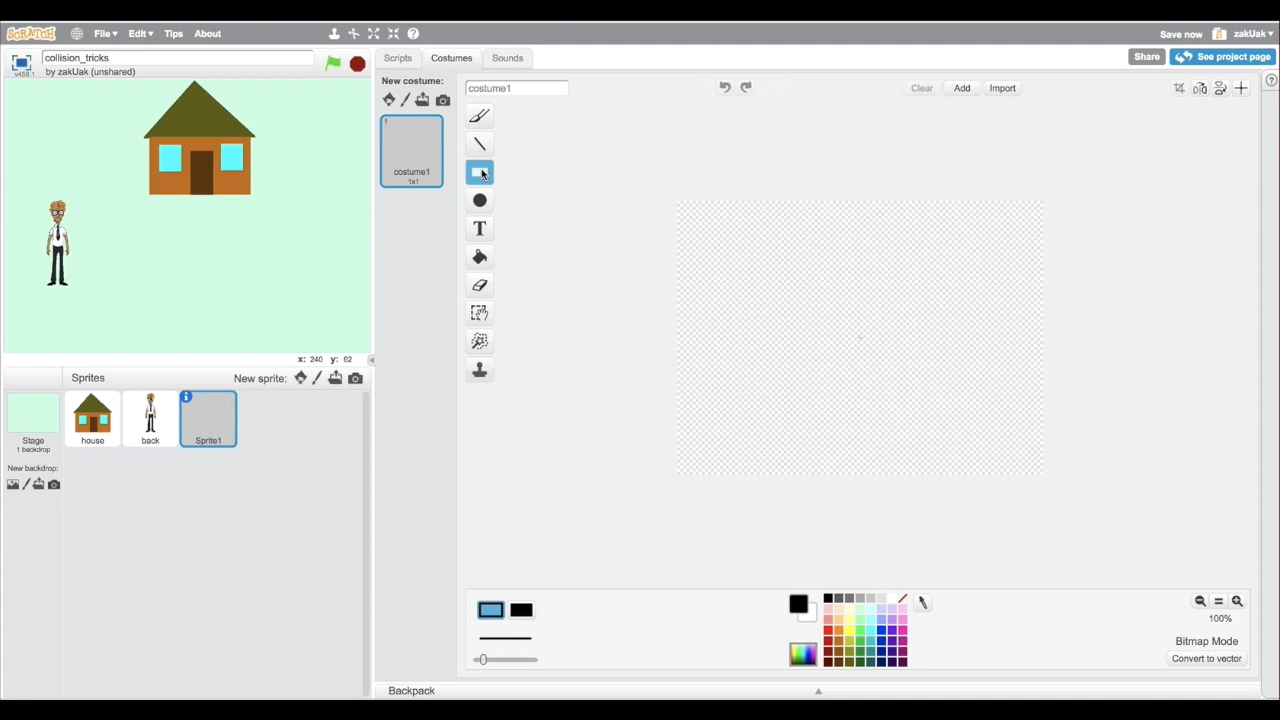 SCRATCH File Edit Tips About Save now zakUak
v459.1 collision_tricks
by zakUak (unshared)
Scripts Costumes Sounds Share See project page
New costume:
costume1 Clear Add Import
1
costume1
1x1
T
x: 240 y: 62
Sprites New sprite:
Stage
1 backdrop
house back Sprite1
New backdrop:
100%
Bitmap Mode
Convert to vector
Backpack